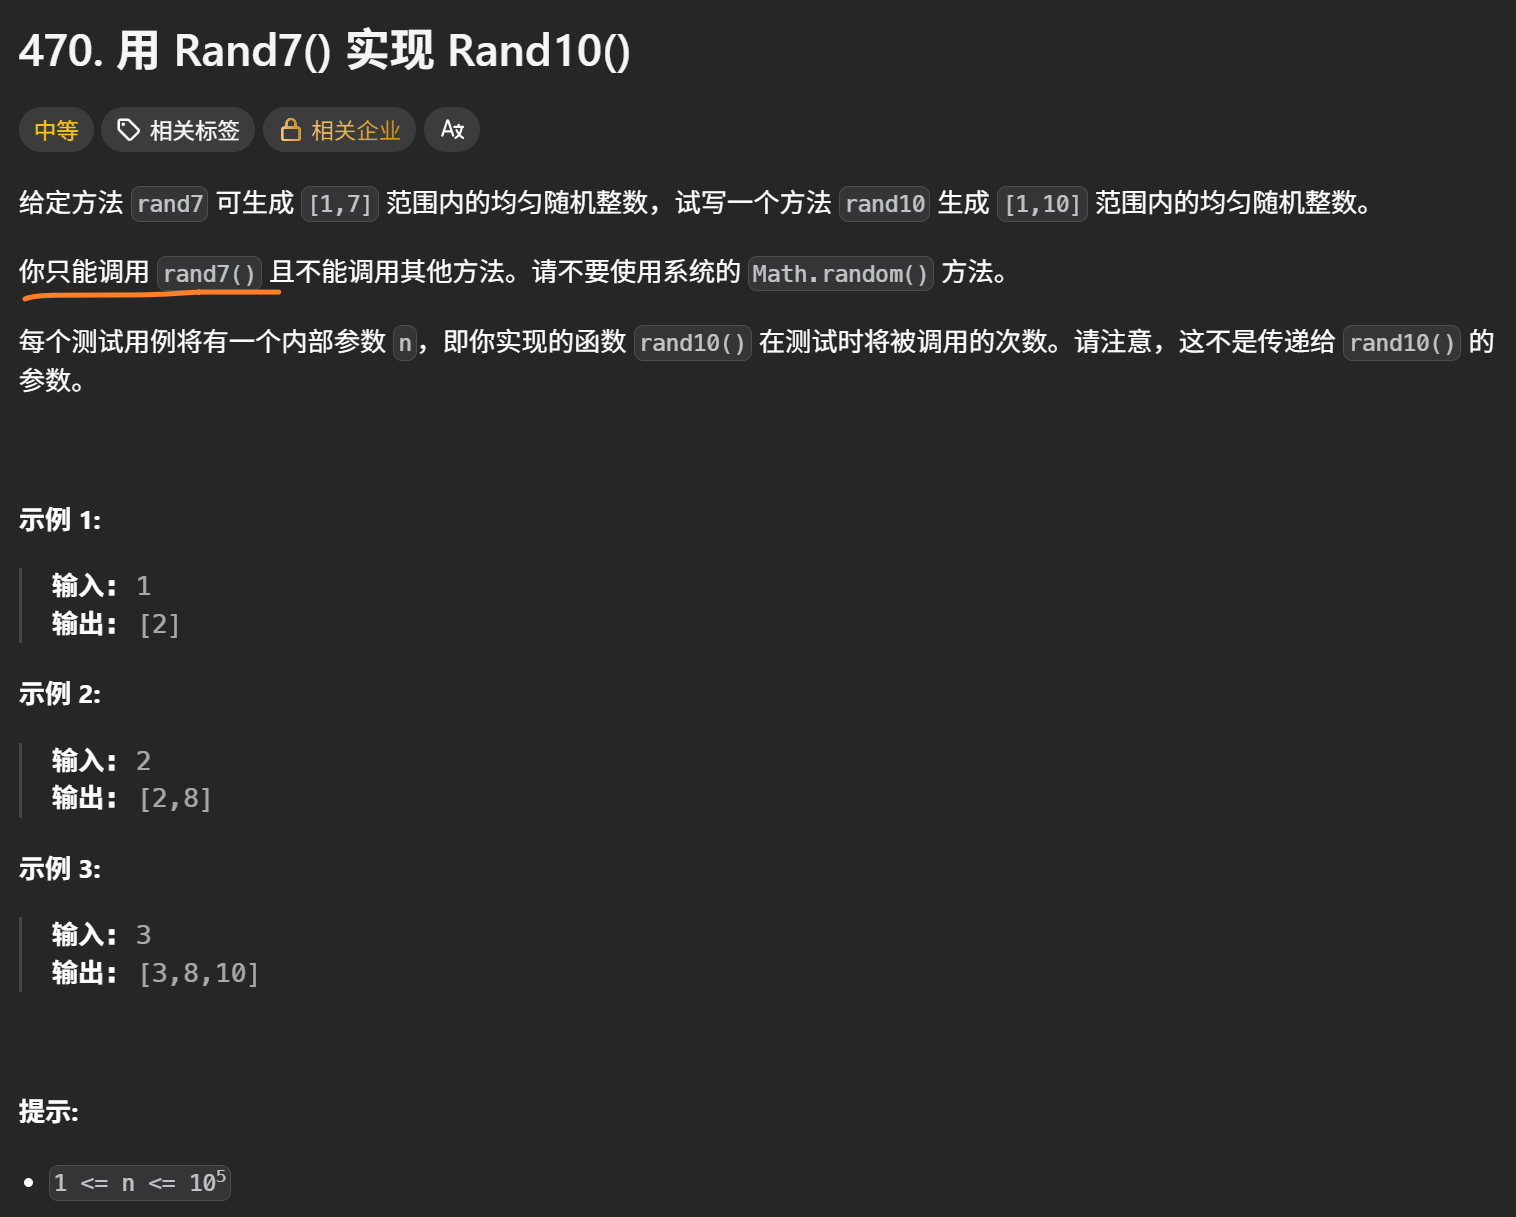 470. 用 Rand7() 实现 Rand10()
中等 相关标签 相关企业 A文
给定方法 rand7 可生成 [1,7] 范围内的均匀随机整数，试写一个方法 rand10 生成 [1,10] 范围内的均匀随机整数。
你只能调用 rand7() 且不能调用其他方法。请不要使用系统的 Math.random() 方法。
每个测试用例将有一个内部参数 n，即你实现的函数 rand10() 在测试时将被调用的次数。请注意，这不是传递给 rand10() 的
参数。
示例 1:
输入: 1
输出: [2]
示例 2:
输入: 2
输出: [2,8]
示例 3:
输入: 3
输出: [3,8,10]
提示:
• 1 <= n <= 10⁵